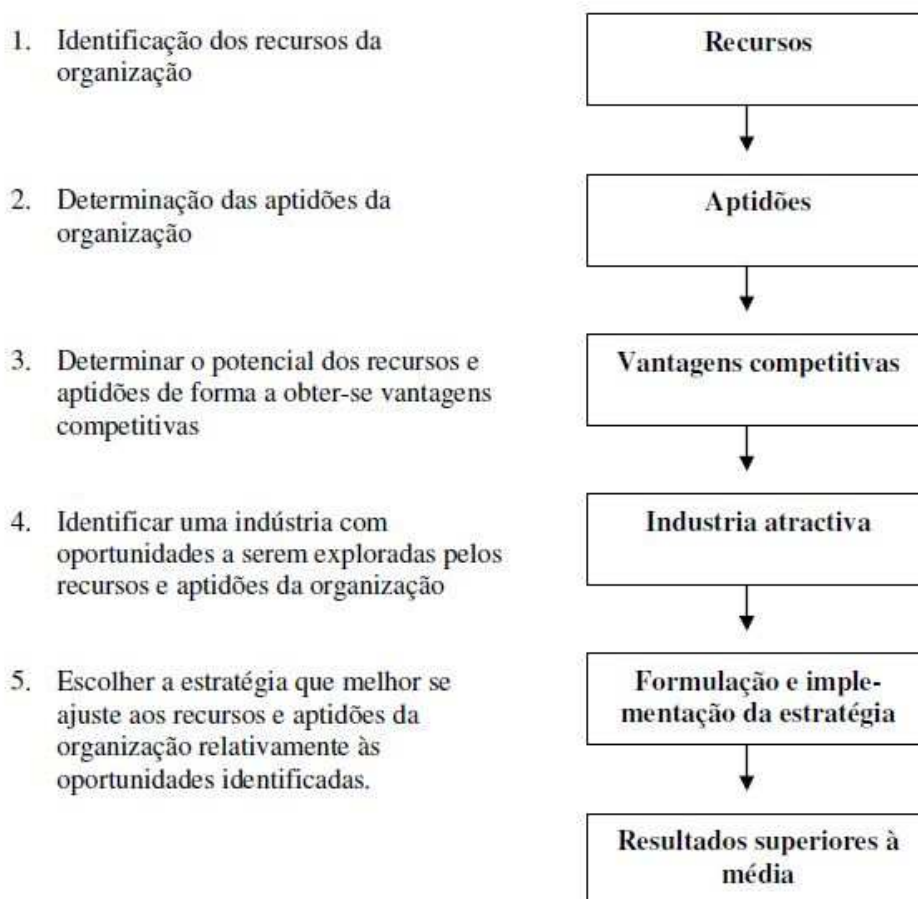 1. Identificação dos recursos da
organização
Recursos
2. Determinação das aptidões da
organização
Aptidões
3. Determinar o potencial dos recursos e
aptidões de forma a obter-se vantagens
competitivas
Vantagens competitivas
4. Identificar uma indústria com
oportunidades a serem exploradas pelos
recursos e aptidões da organização
Industria atractiva
5. Escolher a estratégia que melhor se
ajuste aos recursos e aptidões da
organização relativamente às
oportunidades identificadas.
Formulação e imple-
mentação da estratégia
Resultados superiores à
média